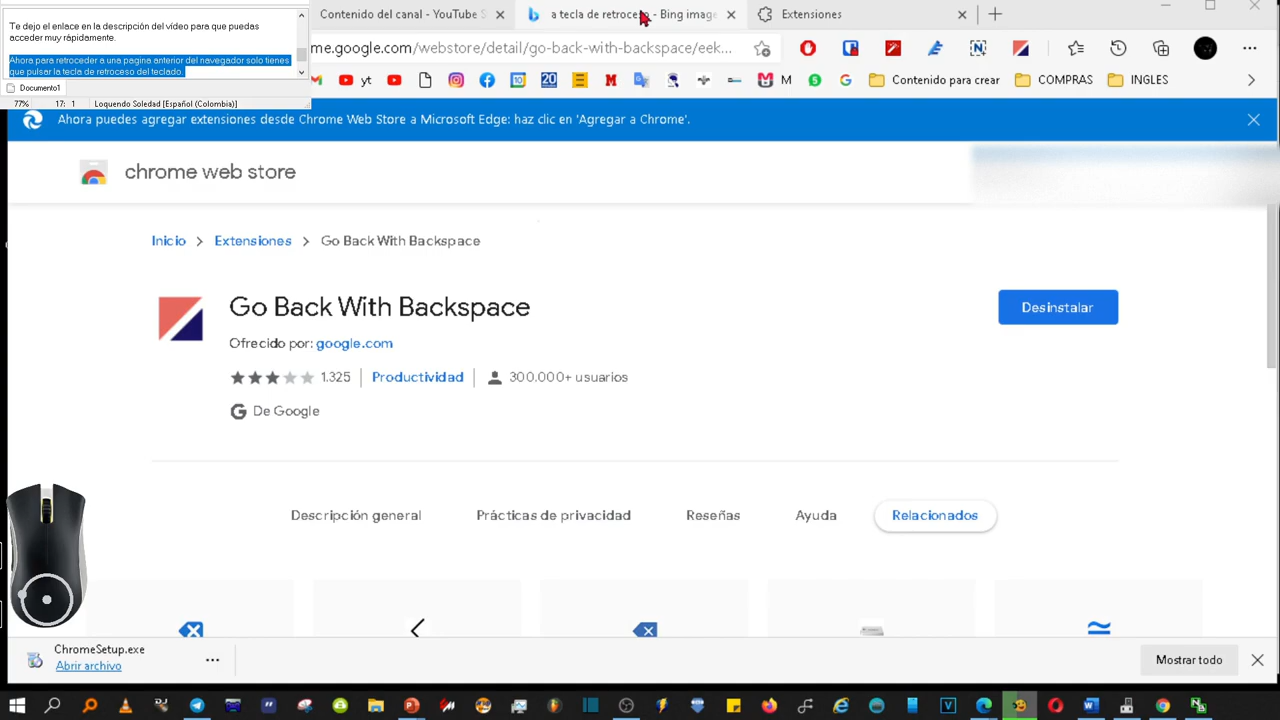 Te dejo el enlace en la descripción del vídeo para que puedas
acceder muy rápidamente.
Ahora para retroceder a una pagina anterior del navegador solo tienes
que pulsar la tecla de retroceso del teclado.
Documento1
77% 17: 1 Loquendo Soledad [Español (Colombia)]
Contenido del canal - YouTube S
a tecla de retroceso - Bing image
Extensiones
me.google.com/webstore/detail/go-back-with-backspace/eek...
yt
M
Contenido para crear
COMPRAS
INGLES
Ahora puedes agregar extensiones desde Chrome Web Store a Microsoft Edge: haz clic en 'Agregar a Chrome'.
chrome web store
Inicio > Extensiones > Go Back With Backspace
Go Back With Backspace
Desinstalar
Ofrecido por: google.com
1.325 Productividad 300.000+ usuarios
De Google
Descripción general Prácticas de privacidad Reseñas Ayuda Relacionados
ChromeSetup.exe
Abrir archivo
Mostrar todo